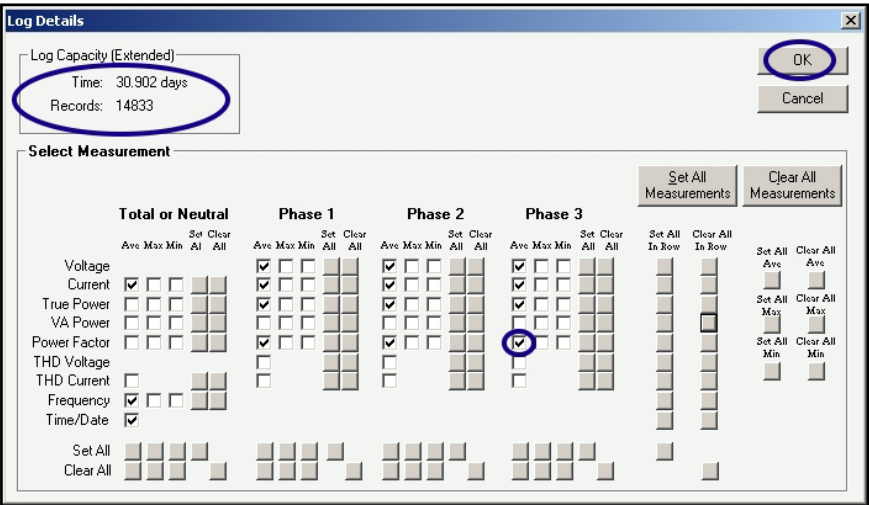 Log Details
Log Capacity (Extended)
Time: 30.902 days
Records: 14833
OK
Cancel
Select Measurement
Set All Measurements
Clear All Measurements
Total or Neutral Phase 1 Phase 2 Phase 3
Ave Max Min Set Al Clear All Ave Max Min Set All Clear All Ave Max Min Set All Clear All Ave Max Min Set All Clear All Set All In Row Clear All In Row
Set All Ave Clear All Ave
Set All Max Clear All Max
Set All Min Clear All Min
Voltage
Current
True Power
VA Power
Power Factor
THD Voltage
THD Current
Frequency
Time/Date
Set All
Clear All